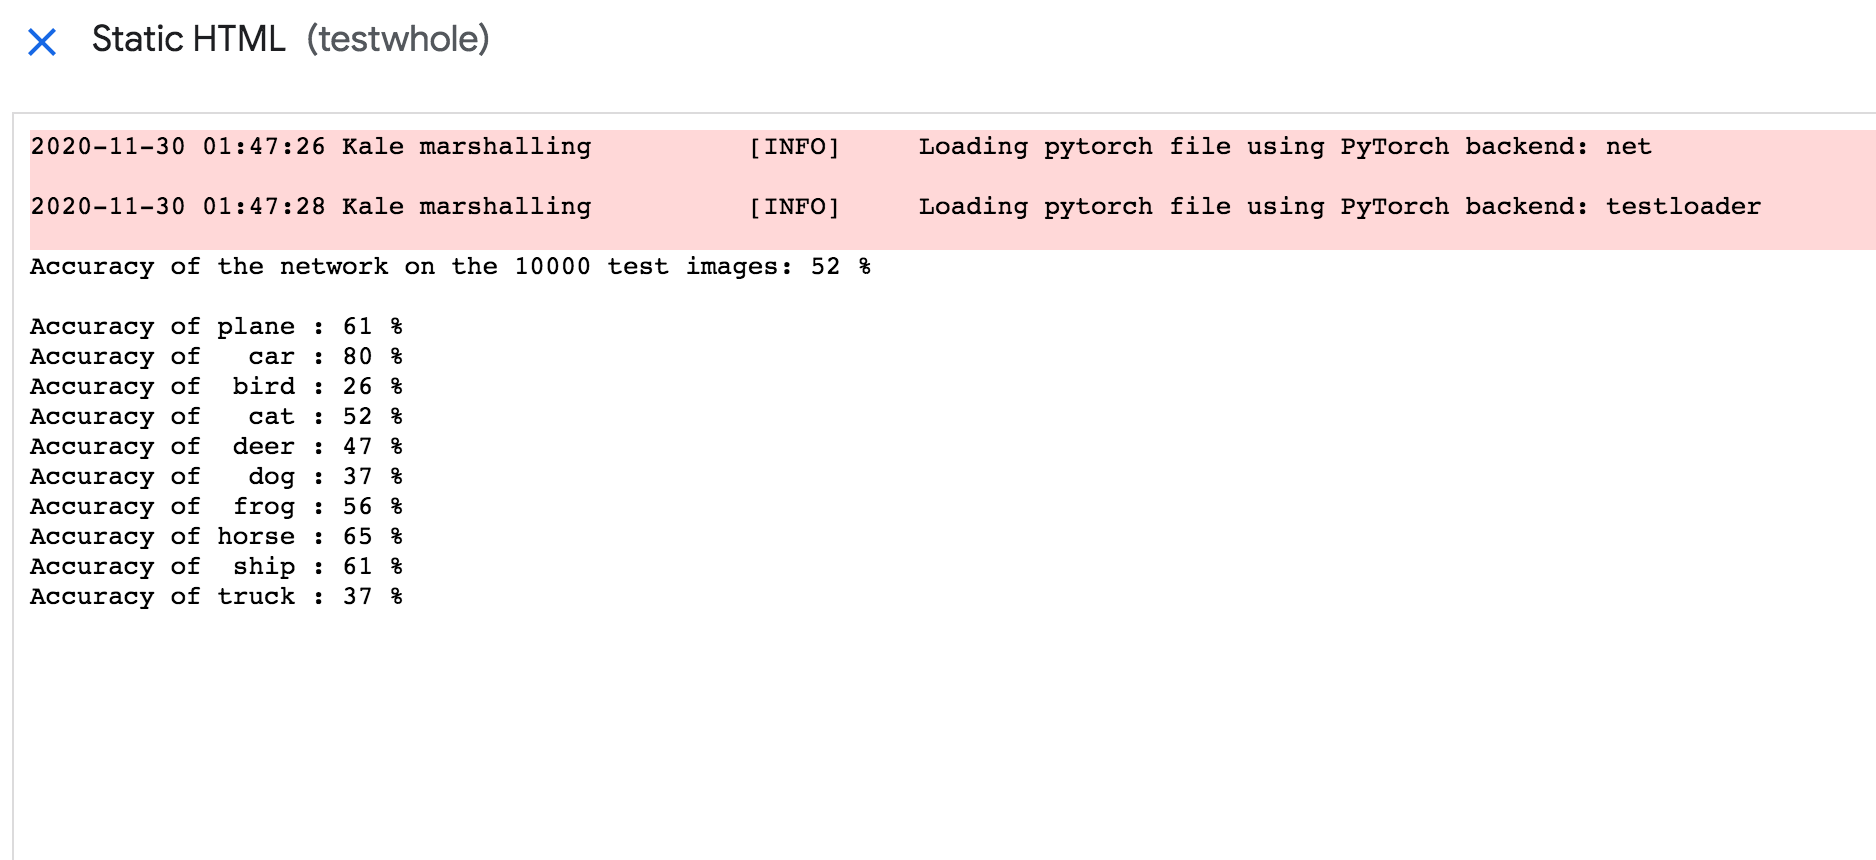 Static HTML (testwhole)
2020-11-30 01:47:26 Kale marshalling [INFO] Loading pytorch file using PyTorch backend: net
2020-11-30 01:47:28 Kale marshalling [INFO] Loading pytorch file using PyTorch backend: testloader
Accuracy of the network on the 10000 test images: 52 %
Accuracy of plane : 61 %
Accuracy of   car : 80 %
Accuracy of  bird : 26 %
Accuracy of   cat : 52 %
Accuracy of  deer : 47 %
Accuracy of   dog : 37 %
Accuracy of  frog : 56 %
Accuracy of horse : 65 %
Accuracy of  ship : 61 %
Accuracy of truck : 37 %